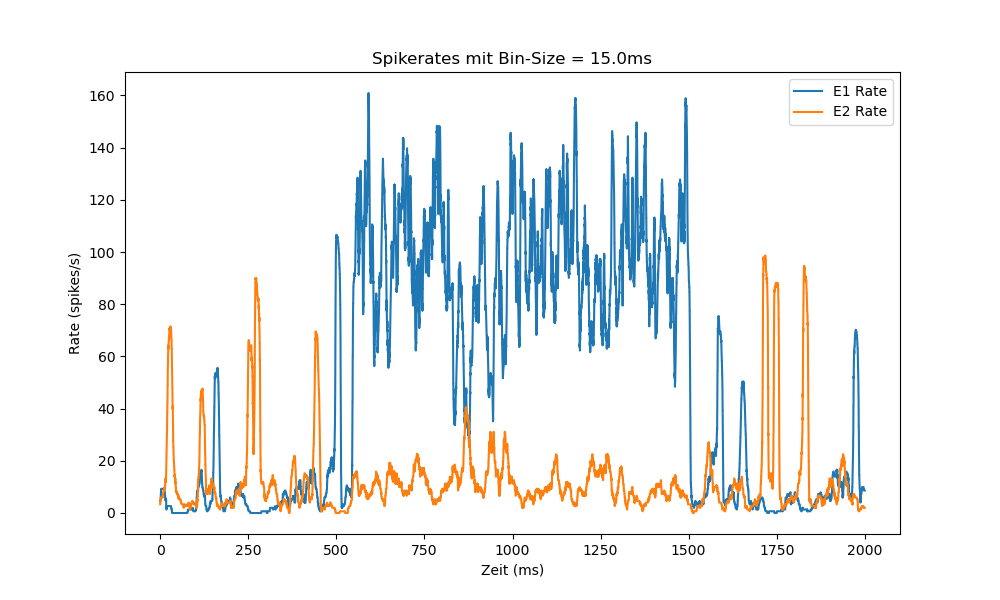 Spikerates mit Bin-Size = 15.0ms
E1 Rate
E2 Rate
Rate (spikes/s)
160
140
120
100
80
60
40
20
0
0 250 500 750 1000 1250 1500 1750 2000
Zeit (ms)